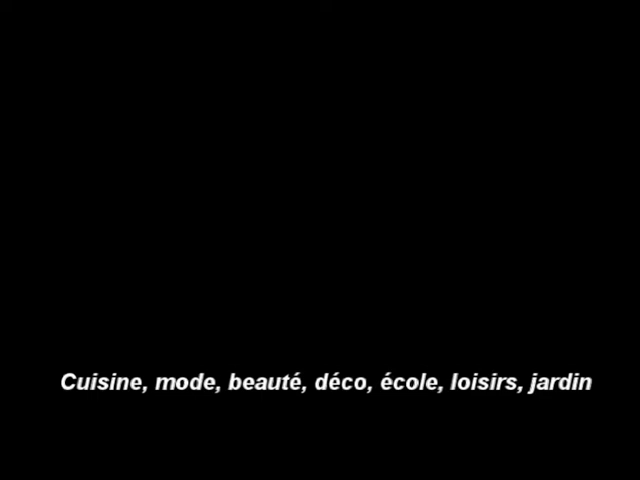 Cuisine, mode, beauté, déco, école, loisirs, jardin